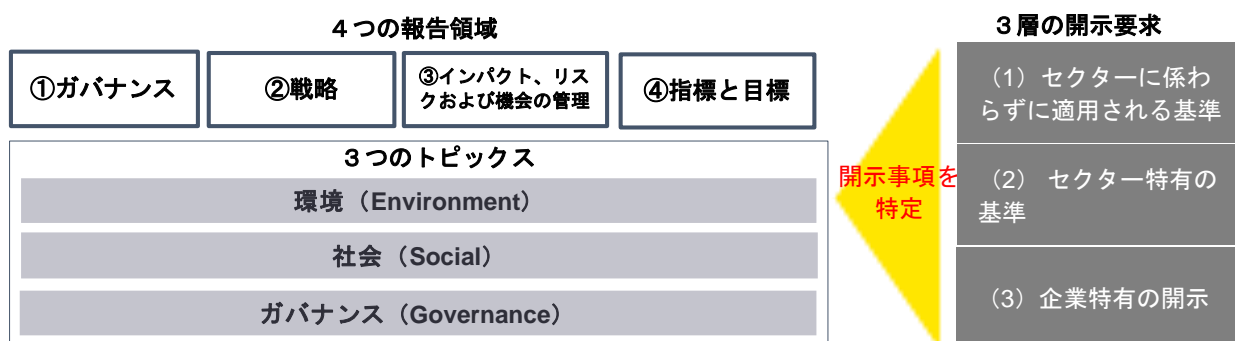 ４つの報告領域
①ガバナンス
②戦略
③インパクト、リス
クおよび機会の管理
④指標と目標
３つのトピックス
環境（Environment）
社会（Social）
ガバナンス（Governance）
開示事項を
特定
３層の開示要求
（1）セクターに係わ
らずに適用される基準
（2） セクター特有の
基準
（3）企業特有の開示